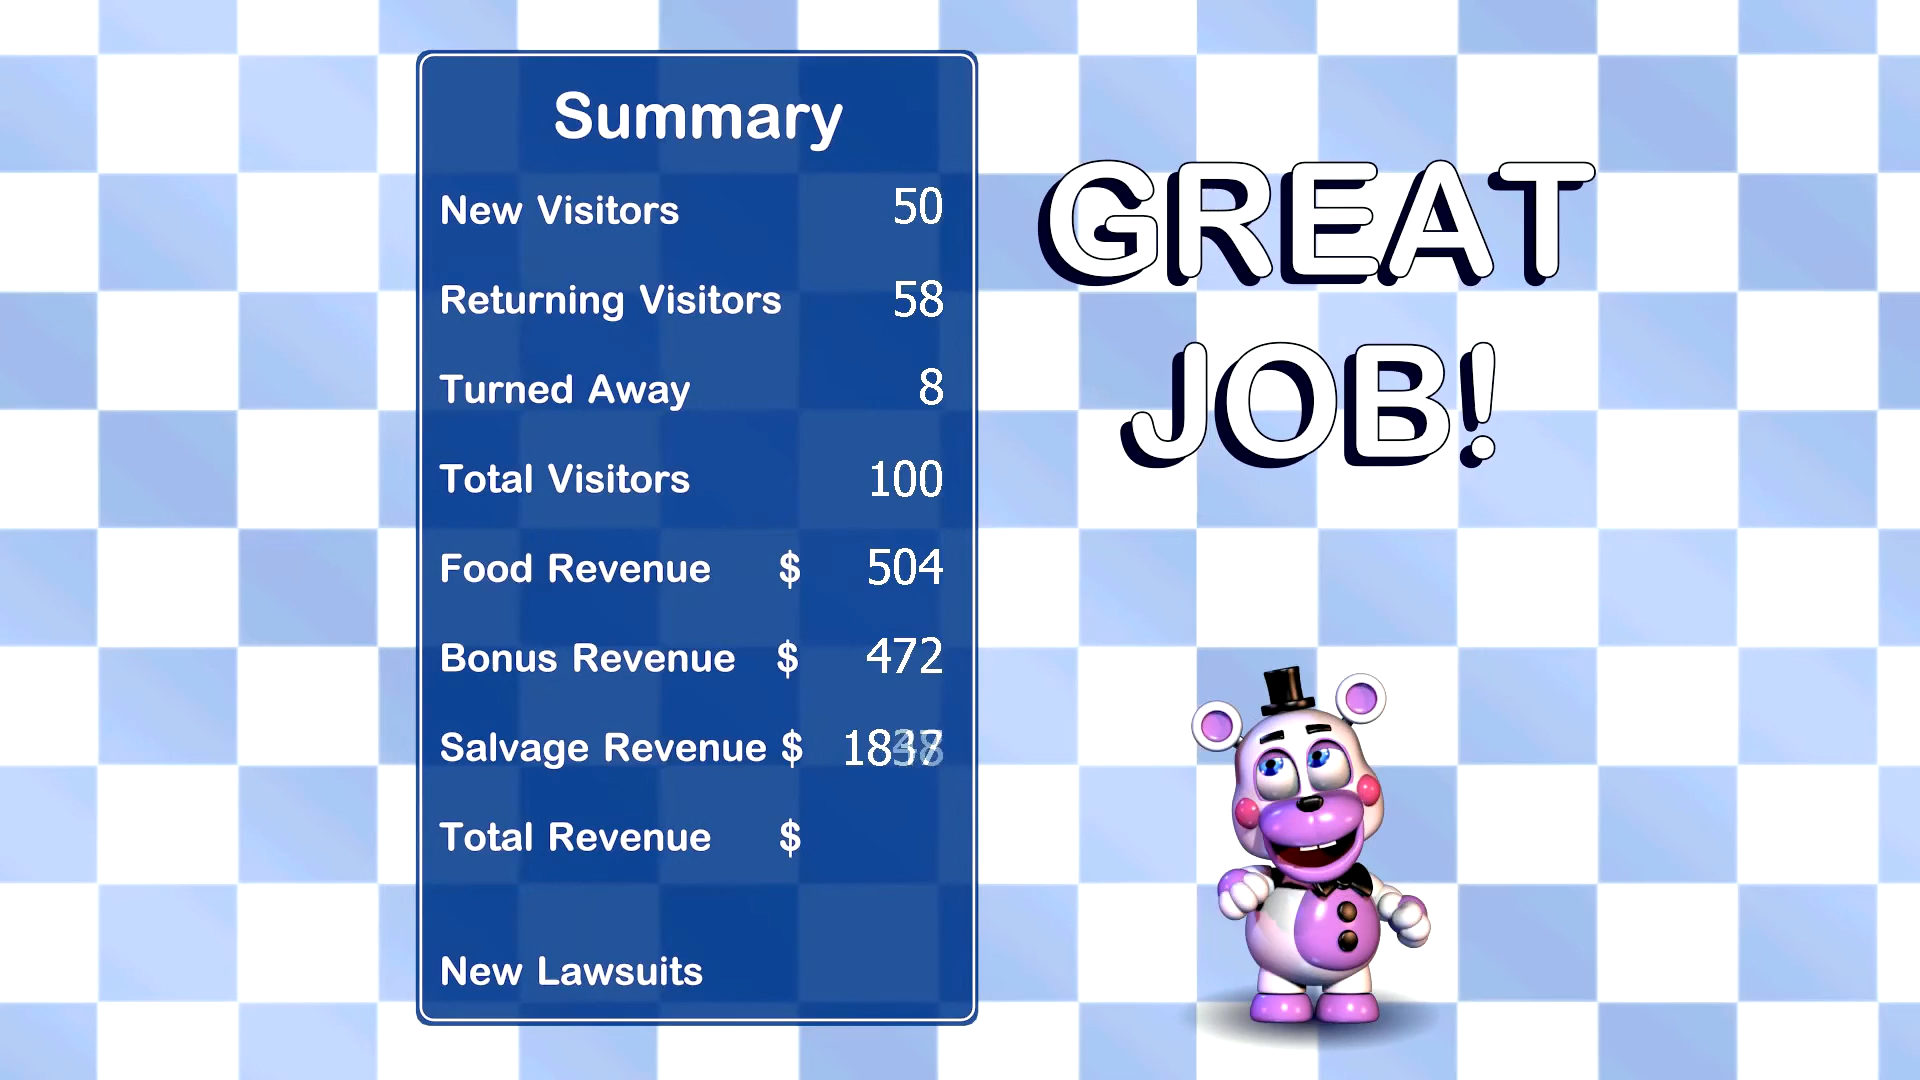 Summary
New Visitors 50
Returning Visitors 58
Turned Away 8
Total Visitors 100
Food Revenue $ 504
Bonus Revenue $ 472
Salvage Revenue $
Total Revenue $
New Lawsuits
GREAT
JOB!